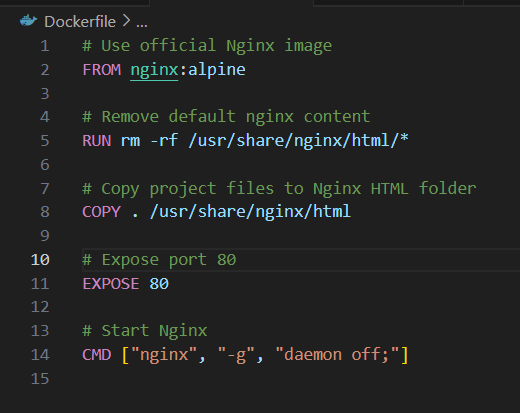 Dockerfile > ...
1 # Use official Nginx image
2 FROM nginx:alpine
3
4 # Remove default nginx content
5 RUN rm -rf /usr/share/nginx/html/*
6
7 # Copy project files to Nginx HTML folder
8 COPY . /usr/share/nginx/html
9
10 # Expose port 80
11 EXPOSE 80
12
13 # Start Nginx
14 CMD ["nginx", "-g", "daemon off;"]
15